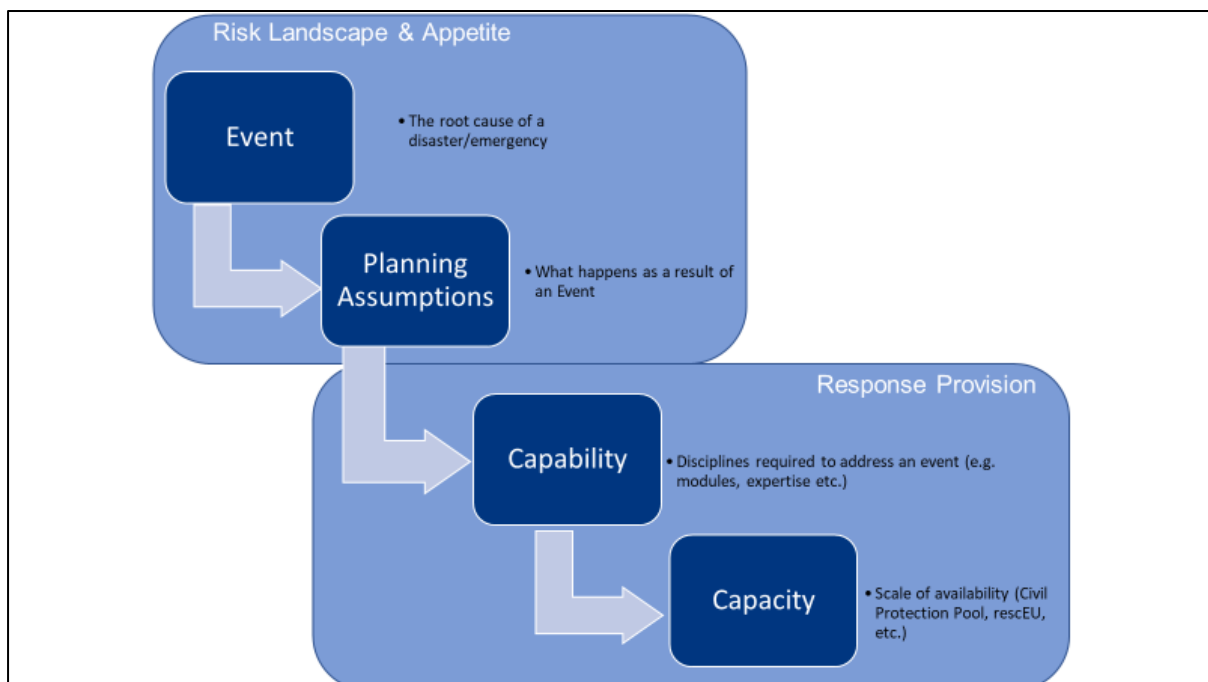 Risk Landscape & Appetite
Event
• The root cause of a
disaster/emergency
Planning
Assumptions
• What happens as a result of
an Event
Response Provision
Capability
• Disciplines required to address an event (e.g.
modules, expertise etc.)
Capacity
• Scale of availability (Civil
Protection Pool, rescEU,
etc.)